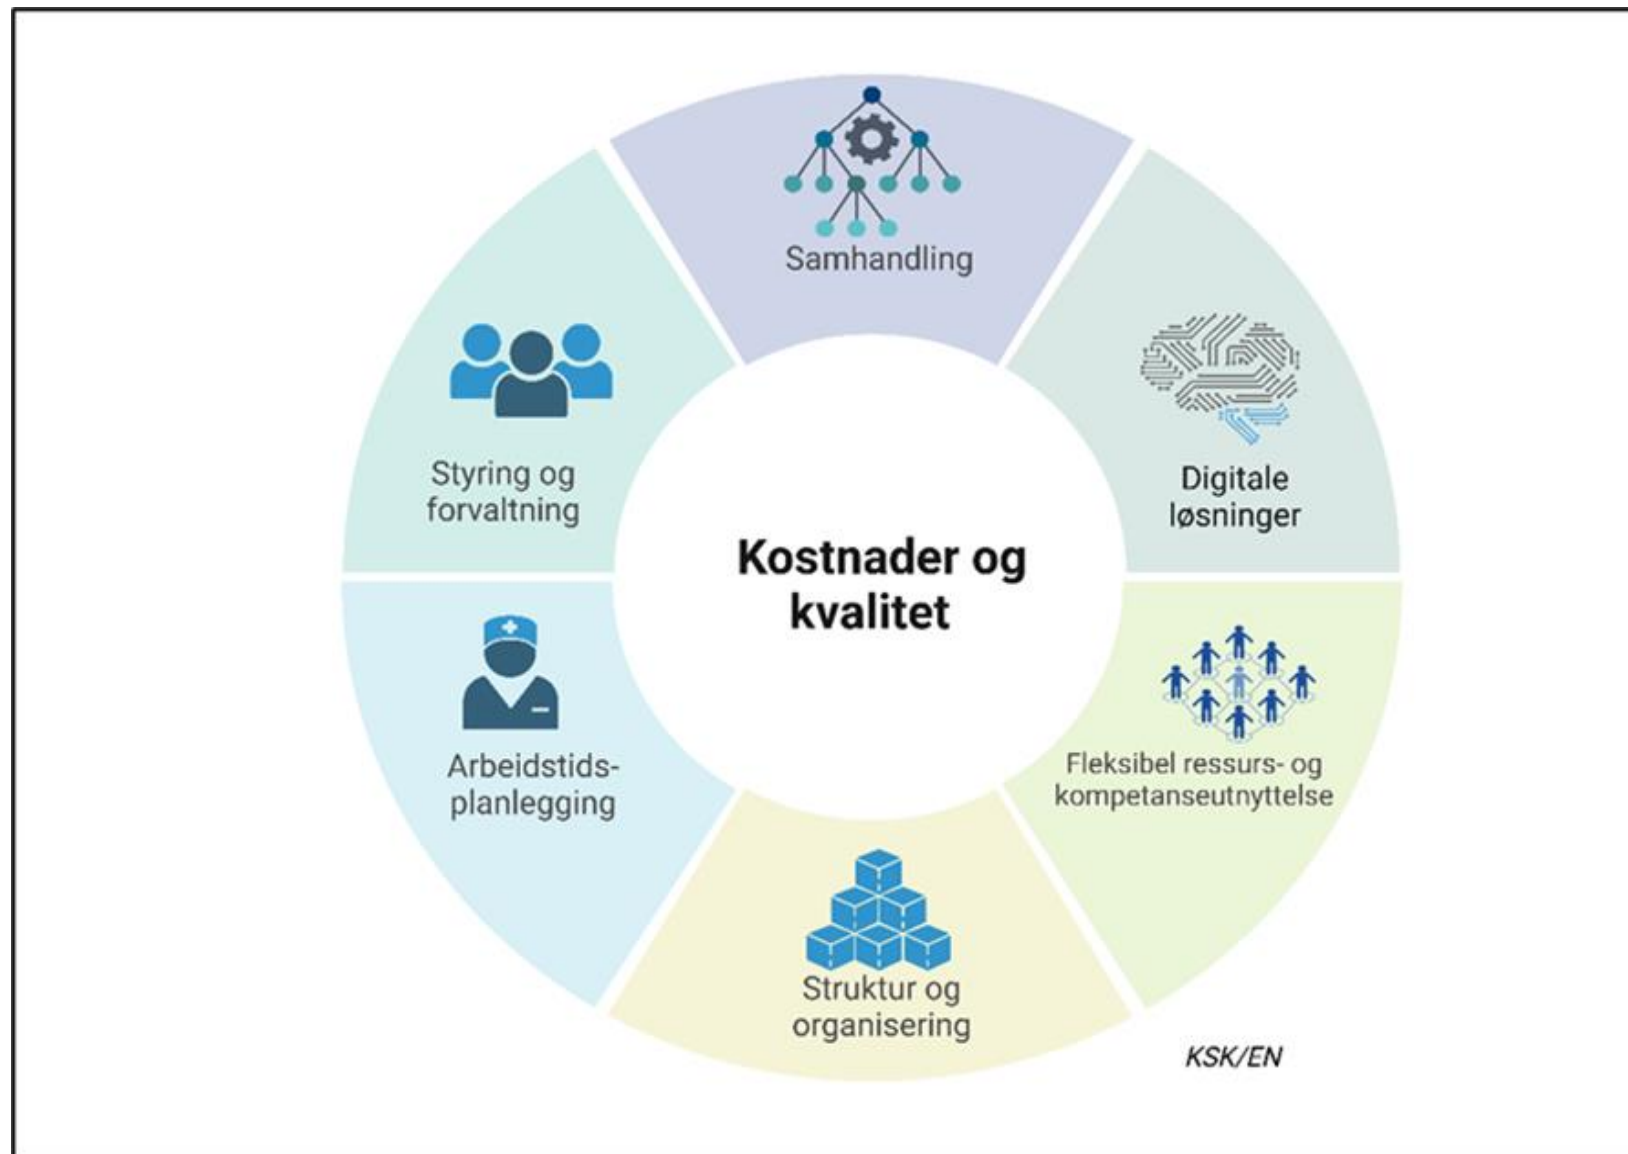 Samhandling
Digitale
løsninger
Fleksibel ressurs- og
kompetanseutnyttelse
Struktur og
organisering
Arbeidstids-
planlegging
Styring og
forvaltning
Kostnader og
kvalitet
KSK/EN